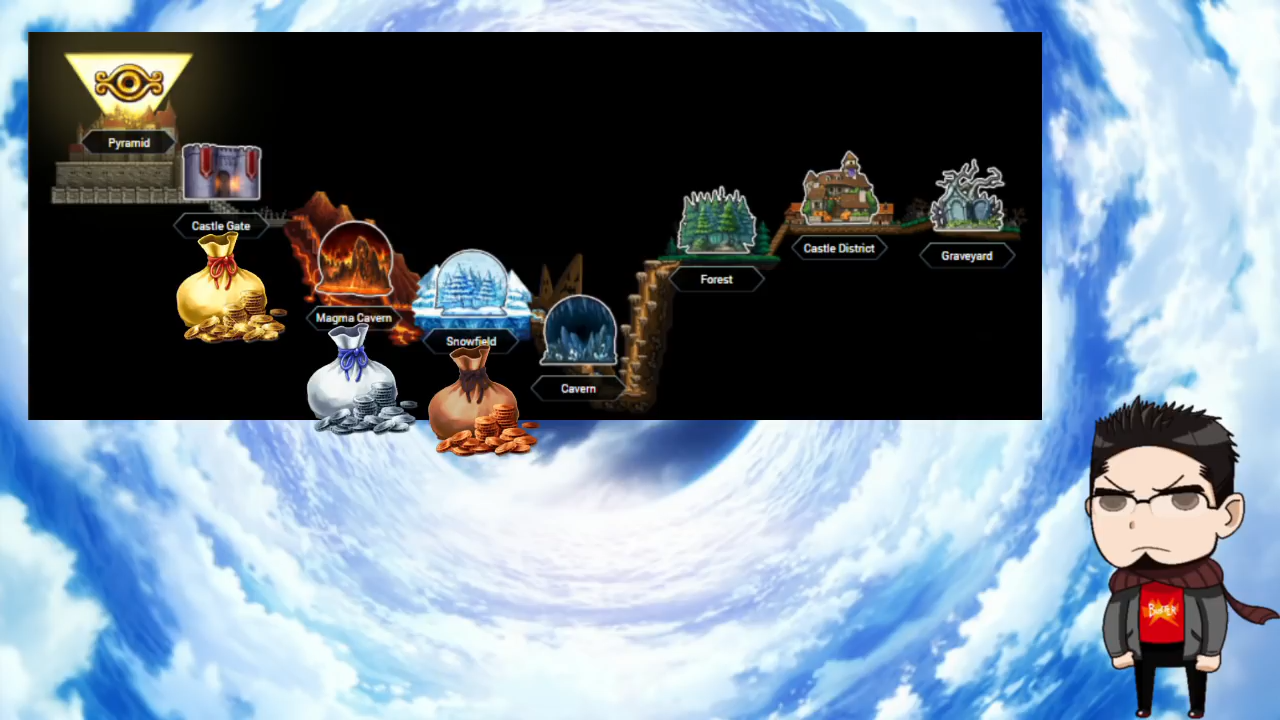 Pyramid
Castle Gate
Magma Cavern
Snowfield
Cavern
Forest
Castle District
Graveyard